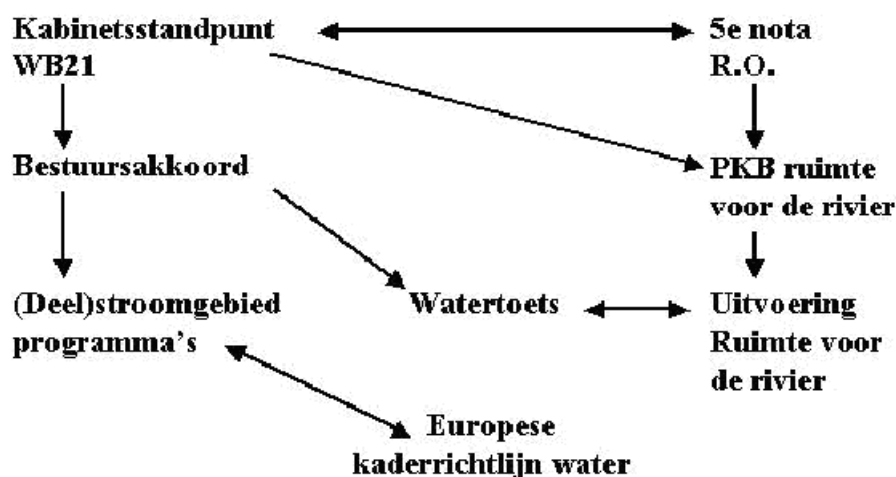 Kabinetsstandpunt
WB21
5e nota
R.O.
Bestuursakkoord
PKB ruimte
voor de rivier
(Deel)stroomgebied
programma's
Watertoets
Uitvoering
Ruimte voor
de rivier
Europese
kaderrichtlijn water